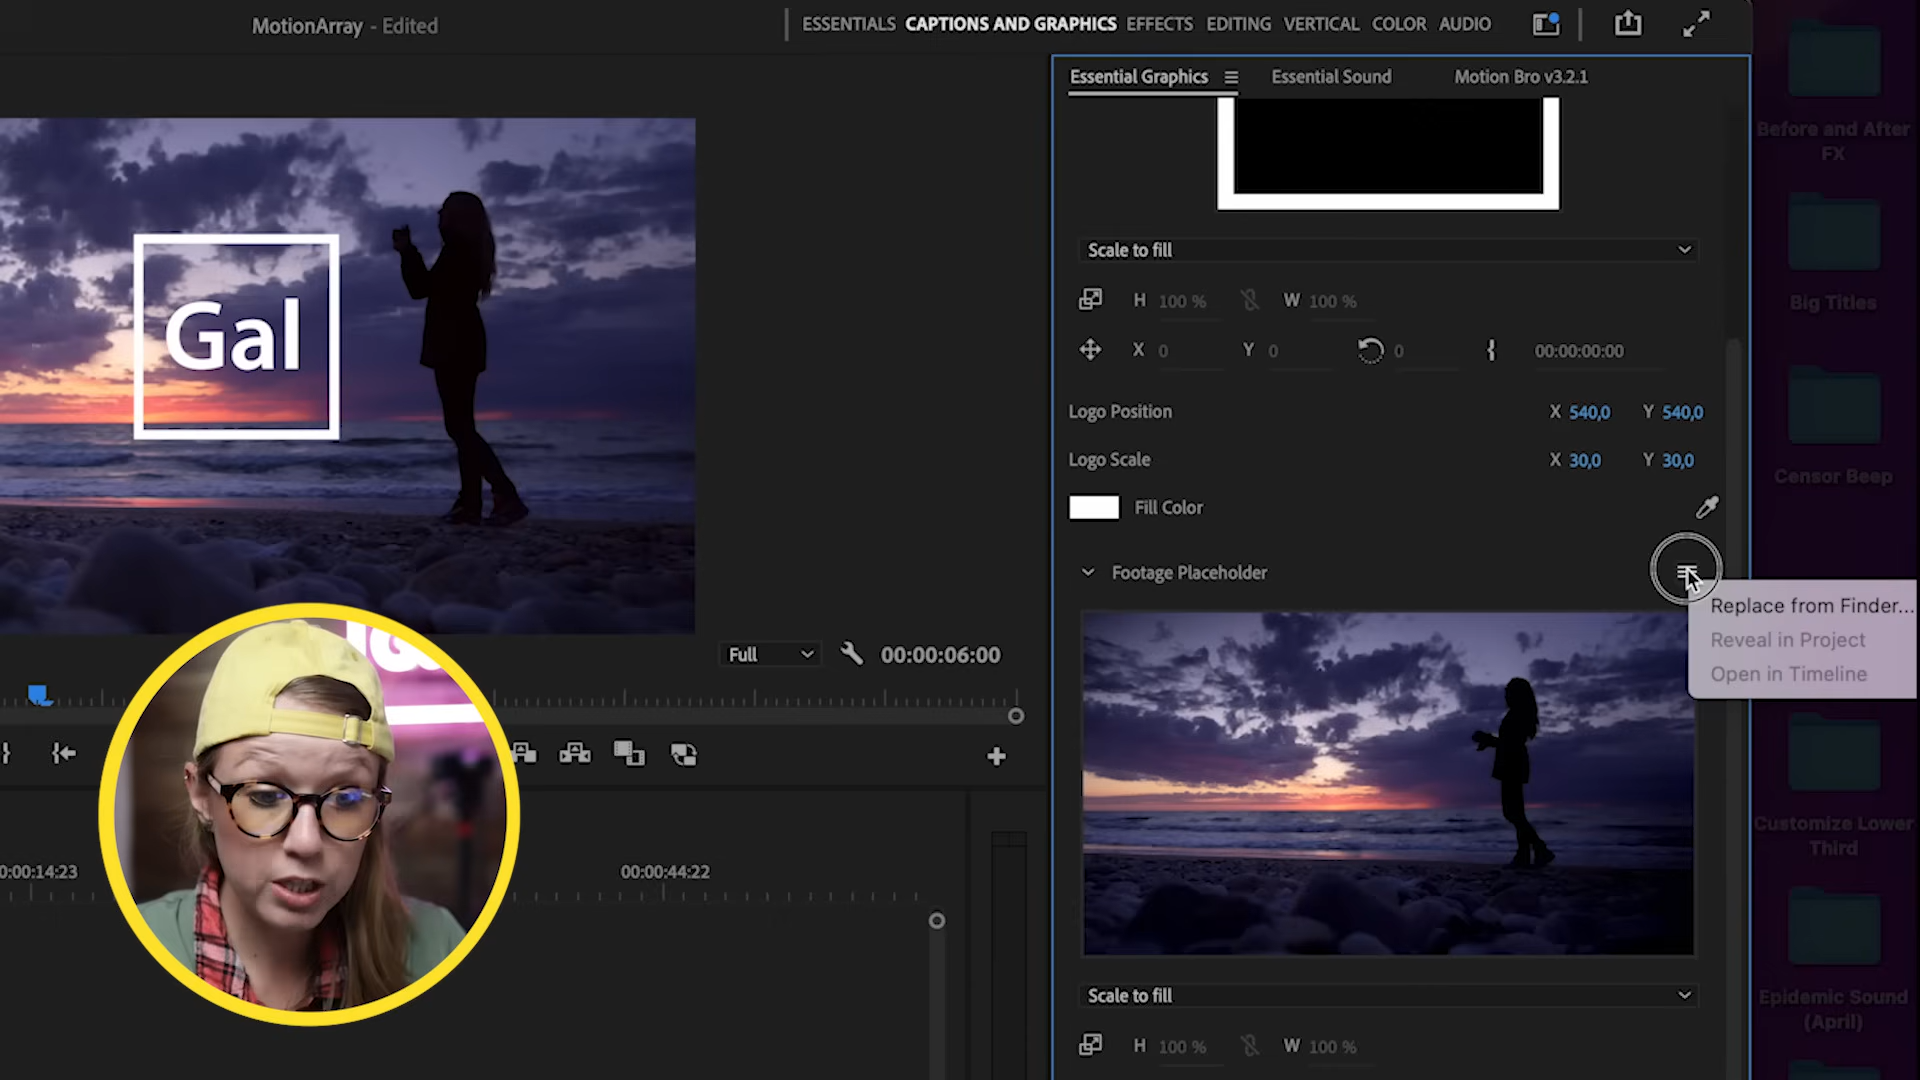 MotionArray - Edited
ESSENTIALS CAPTIONS AND GRAPHICS EFFECTS EDITING VERTICAL COLOR AUDIO
Essential Graphics Essential Sound Motion Bro v3.2.1
Before and After
FX
Scale to fill
H 100 % W 100 %
Gal
Big Titles
X 0 Y 0 0 00:00:00:00
Logo Position X 540,0 Y 540,0
Logo Scale X 30,0 Y 30,0
Censor Beep
Fill Color
Footage Placeholder
Replace from Finder...
Reveal in Project
Open in Timeline
Full 00:00:06:00
Customize Lower
Third
0:00:14:23 00:00:44:22
Scale to fill
Epidemic Sound
(April)
H 100 % W 100 %